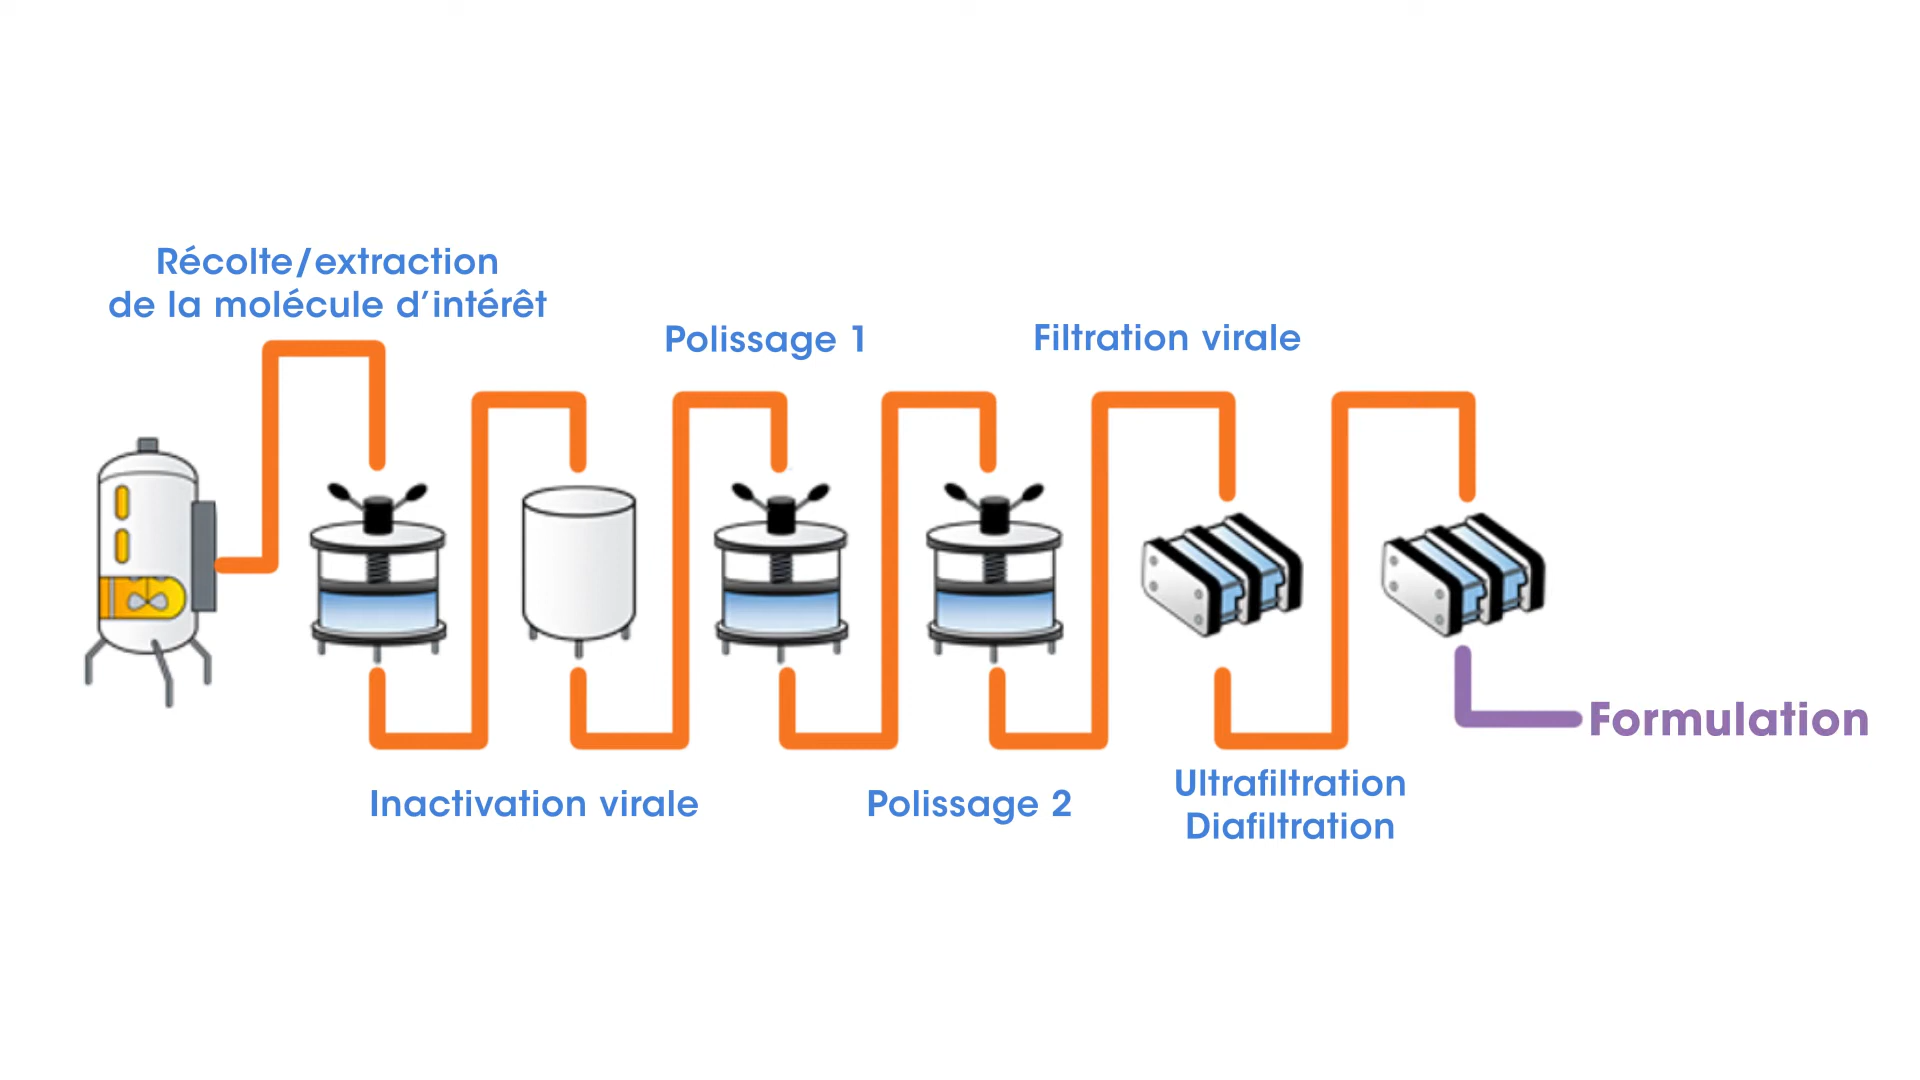 Récolte/extraction
de la molécule d'intérêt
Polissage 1
Filtration virale
Formulation
Inactivation virale
Polissage 2
Ultrafiltration
Diafiltration